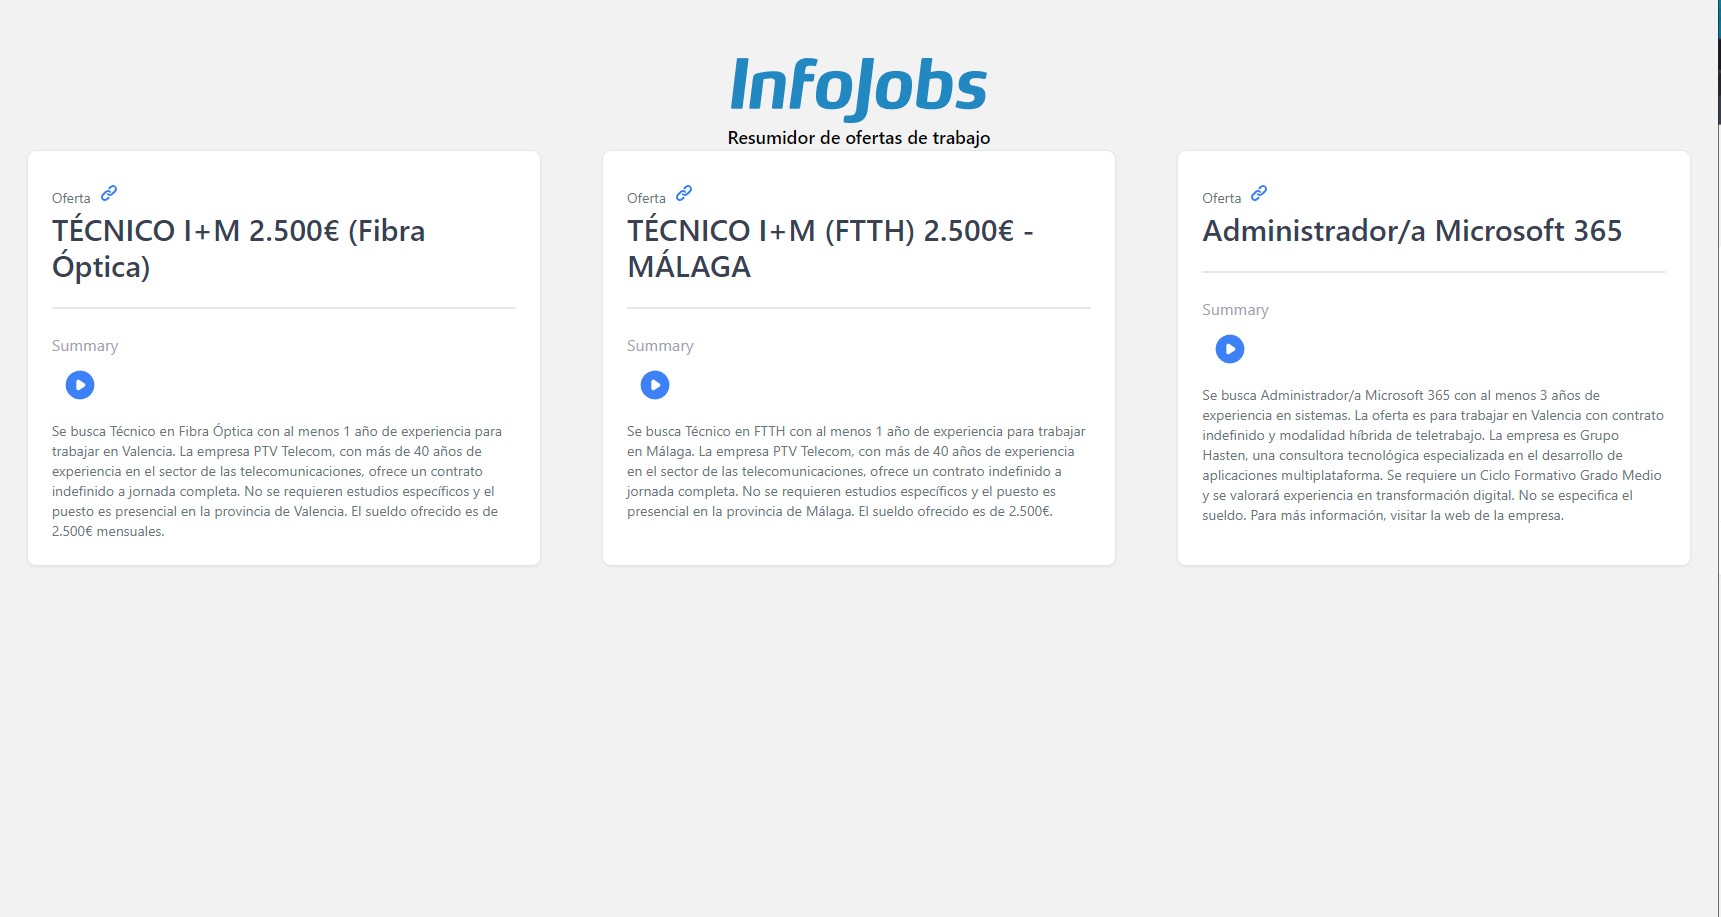 InfoJobs
Resumidor de ofertas de trabajo
Oferta
TÉCNICO I+M 2.500€ (Fibra
Óptica)
Summary
Se busca Técnico en Fibra Óptica con al menos 1 año de experiencia para
trabajar en Valencia. La empresa PTV Telecom, con más de 40 años de
experiencia en el sector de las telecomunicaciones, ofrece un contrato
indefinido a jornada completa. No se requieren estudios específicos y el
puesto es presencial en la provincia de Valencia. El sueldo ofrecido es de
2.500€ mensuales.
Oferta
TÉCNICO I+M (FTTH) 2.500€ -
MÁLAGA
Summary
Se busca Técnico en FTTH con al menos 1 año de experiencia para trabajar
en Málaga. La empresa PTV Telecom, con más de 40 años de experiencia
en el sector de las telecomunicaciones, ofrece un contrato indefinido a
jornada completa. No se requieren estudios específicos y el puesto es
presencial en la provincia de Málaga. El sueldo ofrecido es de 2.500€.
Oferta
Administrador/a Microsoft 365
Summary
Se busca Administrador/a Microsoft 365 con al menos 3 años de
experiencia en sistemas. La oferta es para trabajar en Valencia con contrato
indefinido y modalidad híbrida de teletrabajo. La empresa es Grupo
Hasten, una consultora tecnológica especializada en el desarrollo de
aplicaciones multiplataforma. Se requiere un Ciclo Formativo Grado Medio
y se valorará experiencia en transformación digital. No se especifica el
sueldo. Para más información, visitar la web de la empresa.